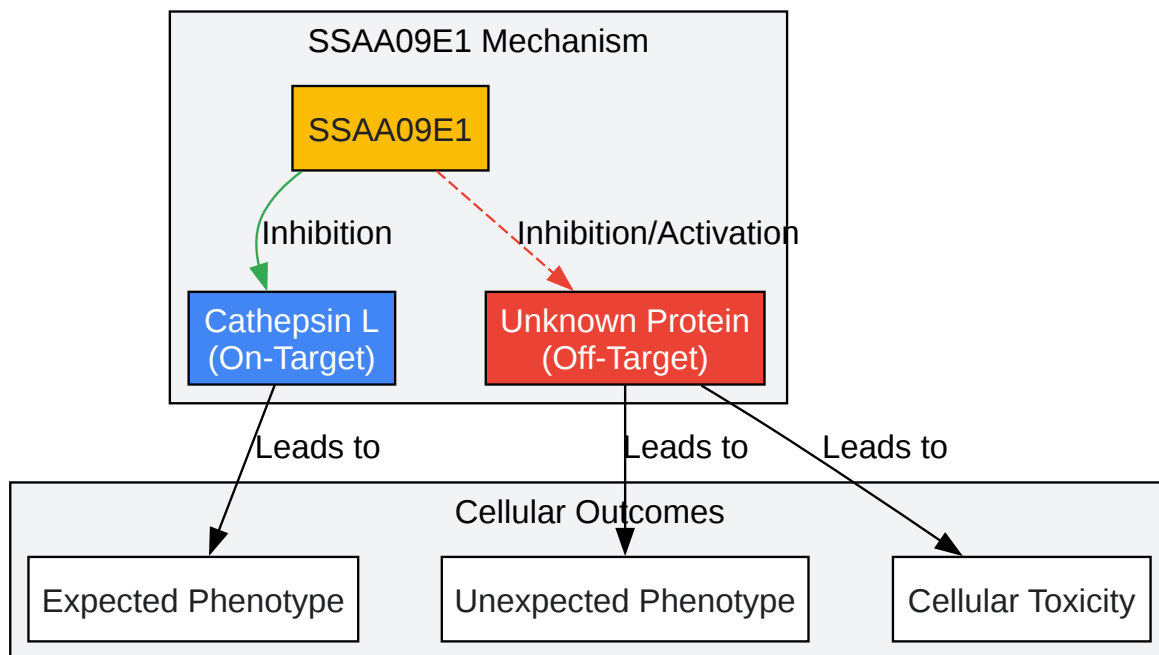 SSAA09E1 Mechanism
SSAA09E1
Inhibition
Inhibition/Activation
Cathepsin L
(On-Target)
Unknown Protein
(Off-Target)
Leads to
Leads to
Leads to
Cellular Outcomes
Expected Phenotype
Unexpected Phenotype
Cellular Toxicity